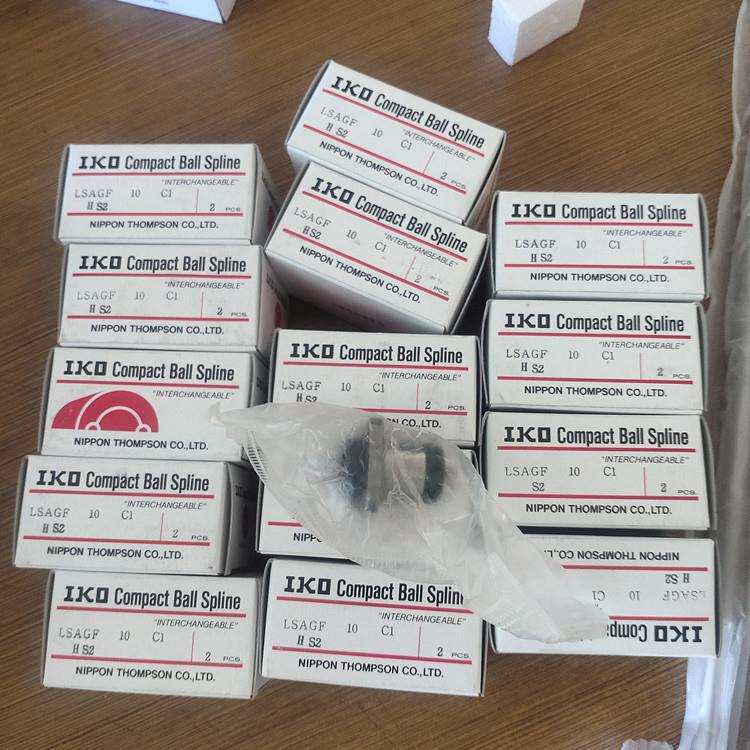 IKO Compact Ball Spline
"INTERCHANGEABLE"
LSAGF 10 C1
H S2 2 PCS.
NIPPON THOMPSON CO.,LTD.
IKO Compact Ball Spline
"INTERCHANGEABLE"
LSAGF 10 C1
H S2 2 PCS.
NIPPON THOMPSON CO.,LTD.
IKO Compact Ball Spline
"INTERCHANGEABLE"
NIPPON THOMPSON CO.,LTD.
IKO Compact Ball Spline
"INTERCHANGEABLE"
LSAGF 10 C1
H S2 2 PCS.
NIPPON THOMPSON CO.,LTD.
IKO Compact Ball Spline
"INTERCHANGEABLE"
LSAGF 10 C1
H S2 2 PCS.
NIPPON THOMPSON CO.,LTD.
IKO Compact Ball Spline
"INTERCHANGEABLE"
LSAGF 10 C1
H S2 2 PCS.
NIPPON THOMPSON CO.,LTD.
IKO Compact Ball Spline
"INTERCHANGEABLE"
LSAGF 10 C1
H S2 2 PCS.
NIPPON THOMPSON CO.,LTD.
IKO Compact Ball Spline
"INTERCHANGEABLE"
LSAGF 10 C1
H S2 2 PCS.
CO.,LTD.
IKO Compact Ball Spline
"INTERCHANGEABLE"
LSAGF 10 C1
H S2 2 PCS.
NIPPON THOMPSON CO.,LTD.
IKO Compact Ball Spline
"INTERCHANGEABLE"
LSAGF 10 C1
H S2 2 PCS.
NIPPON THOMPSON CO.,LTD.
IKO Compact Ball Spline
"INTERCHANGEABLE"
LSAGF 10 C1
H S2 2 PCS.
NIPPON THOMPSON CO.,LTD.
IKO Compact Ball Spline
"INTERCHANGEABLE"
LSAGF 10 C1
S2 2 PCS.
NIPPON THOMPSON CO.,LTD.
IKO Compa
LSAGF 10 C1
H S2
NIPPON THOMPSON CO.,LTD.